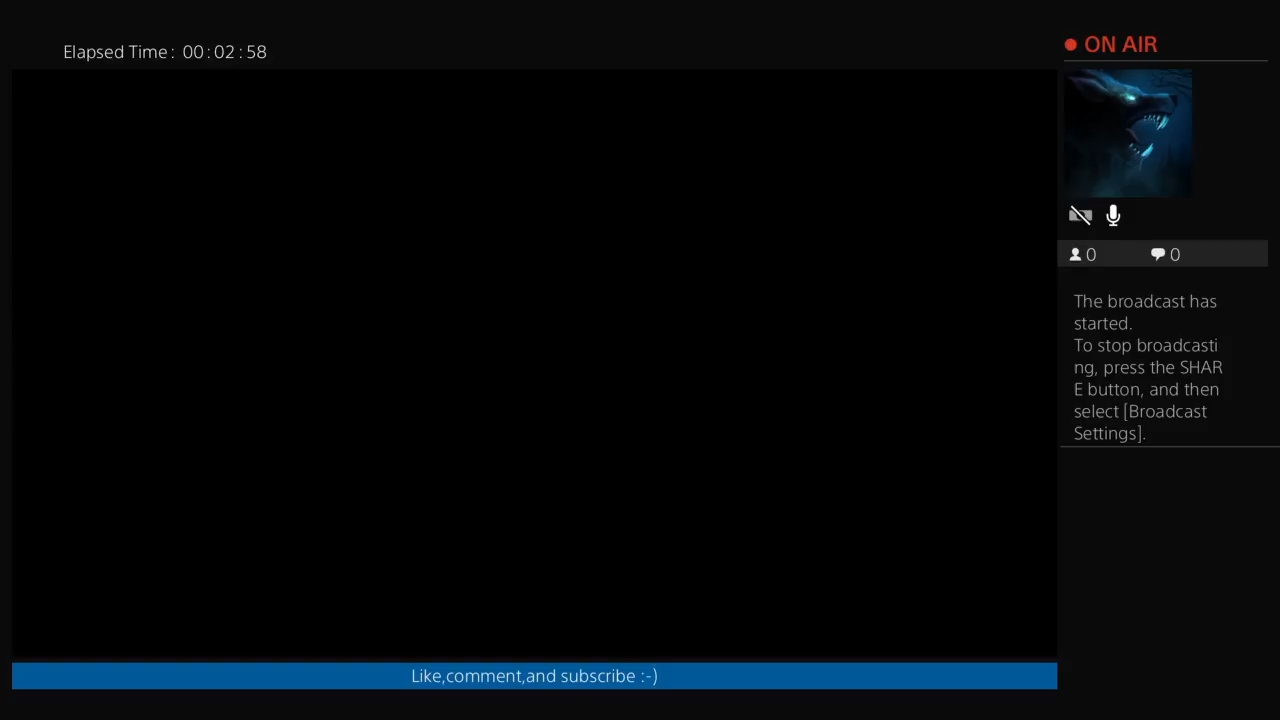 Elapsed Time: 00:02:58
ON AIR
0 0
The broadcast has
started.
To stop broadcasti
ng, press the SHAR
E button, and then
select [Broadcast
Settings].
Like,comment,and subscribe :-)